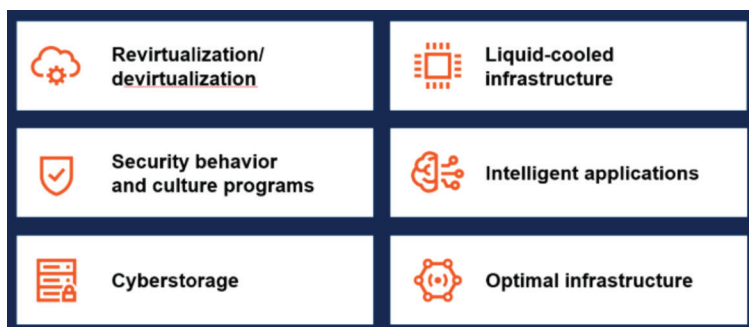 Revirtualization/
devirtualization
Liquid-cooled
infrastructure
Security behavior
and culture programs
Intelligent applications
Cyberstorage
Optimal infrastructure